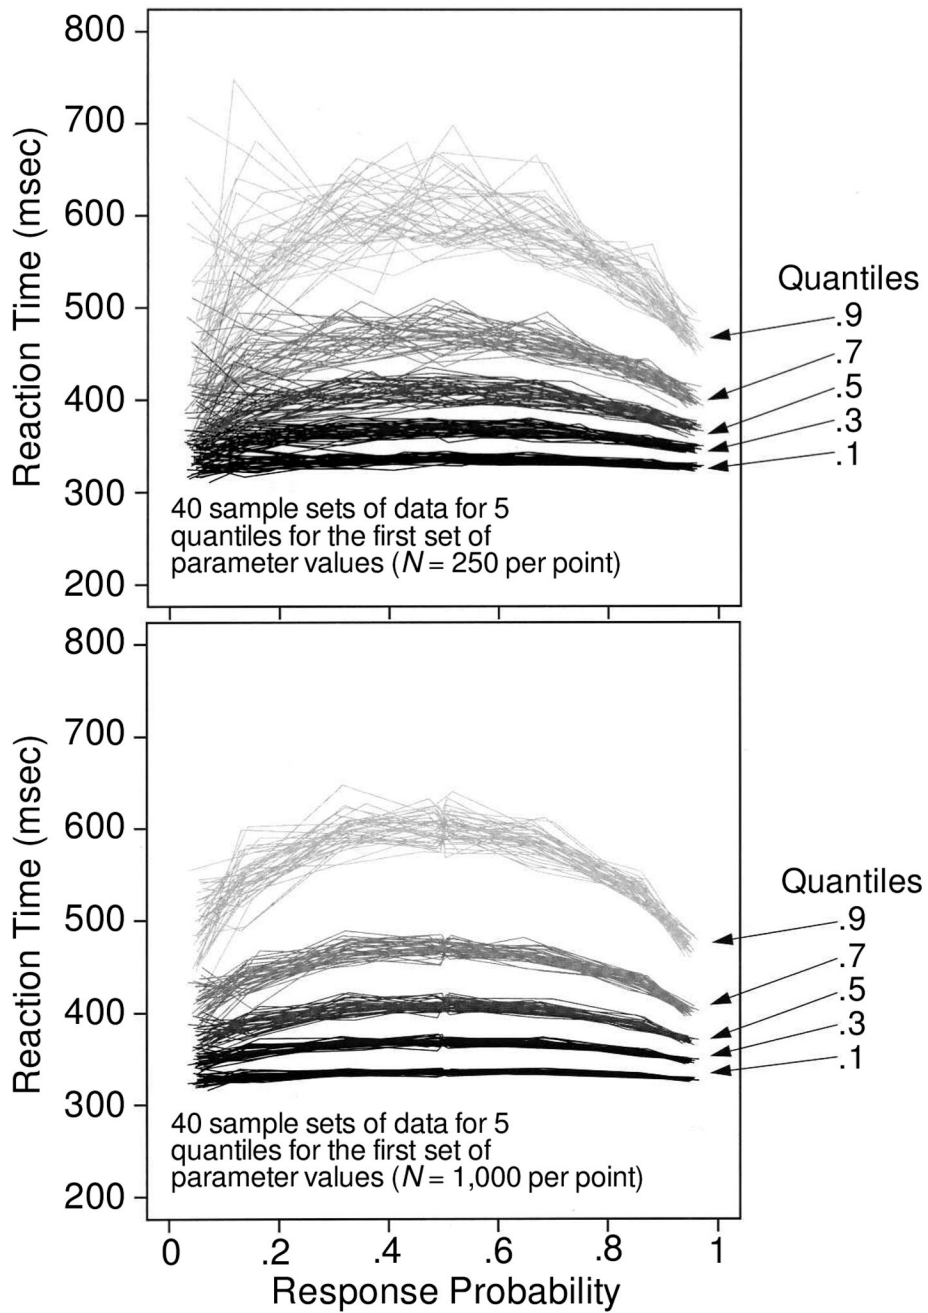 800
700
600
500
400
300
200
Reaction Time (msec)
Quantiles
.9
.7
.5
.3
.1
40 sample sets of data for 5
quantiles for the first set of
parameter values (N = 250 per point)
800
700
600
500
400
300
200
Reaction Time (msec)
Quantiles
.9
.7
.5
.3
.1
40 sample sets of data for 5
quantiles for the first set of
parameter values (N = 1,000 per point)
0 .2 .4 .6 .8 1
Response Probability